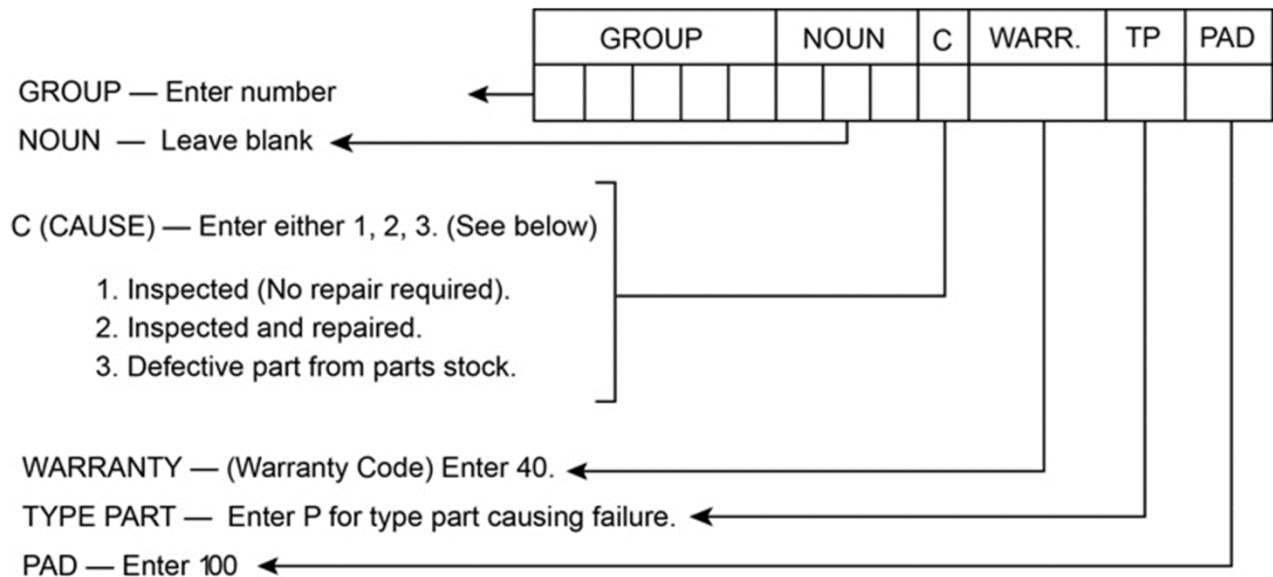 GROUP NOUN C WARR. TP PAD
GROUP — Enter number
NOUN — Leave blank
C (CAUSE) — Enter either 1, 2, 3. (See below)
1. Inspected (No repair required).
2. Inspected and repaired.
3. Defective part from parts stock.
WARRANTY — (Warranty Code) Enter 40.
TYPE PART — Enter P for type part causing failure.
PAD — Enter 100